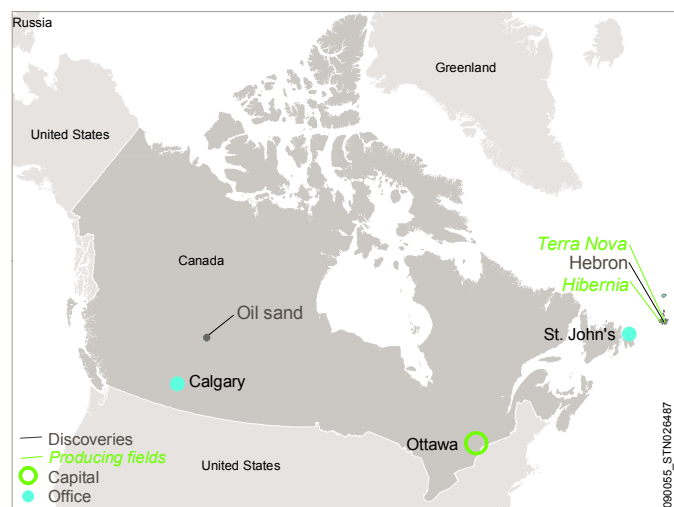 Russia
Greenland
United States
Terra Nova
Hebron
Hibernia
Canada
Oil sand
St. John's
Calgary
Ottawa
United States
Discoveries
Producing fields
Capital
Office
090055_STN026487